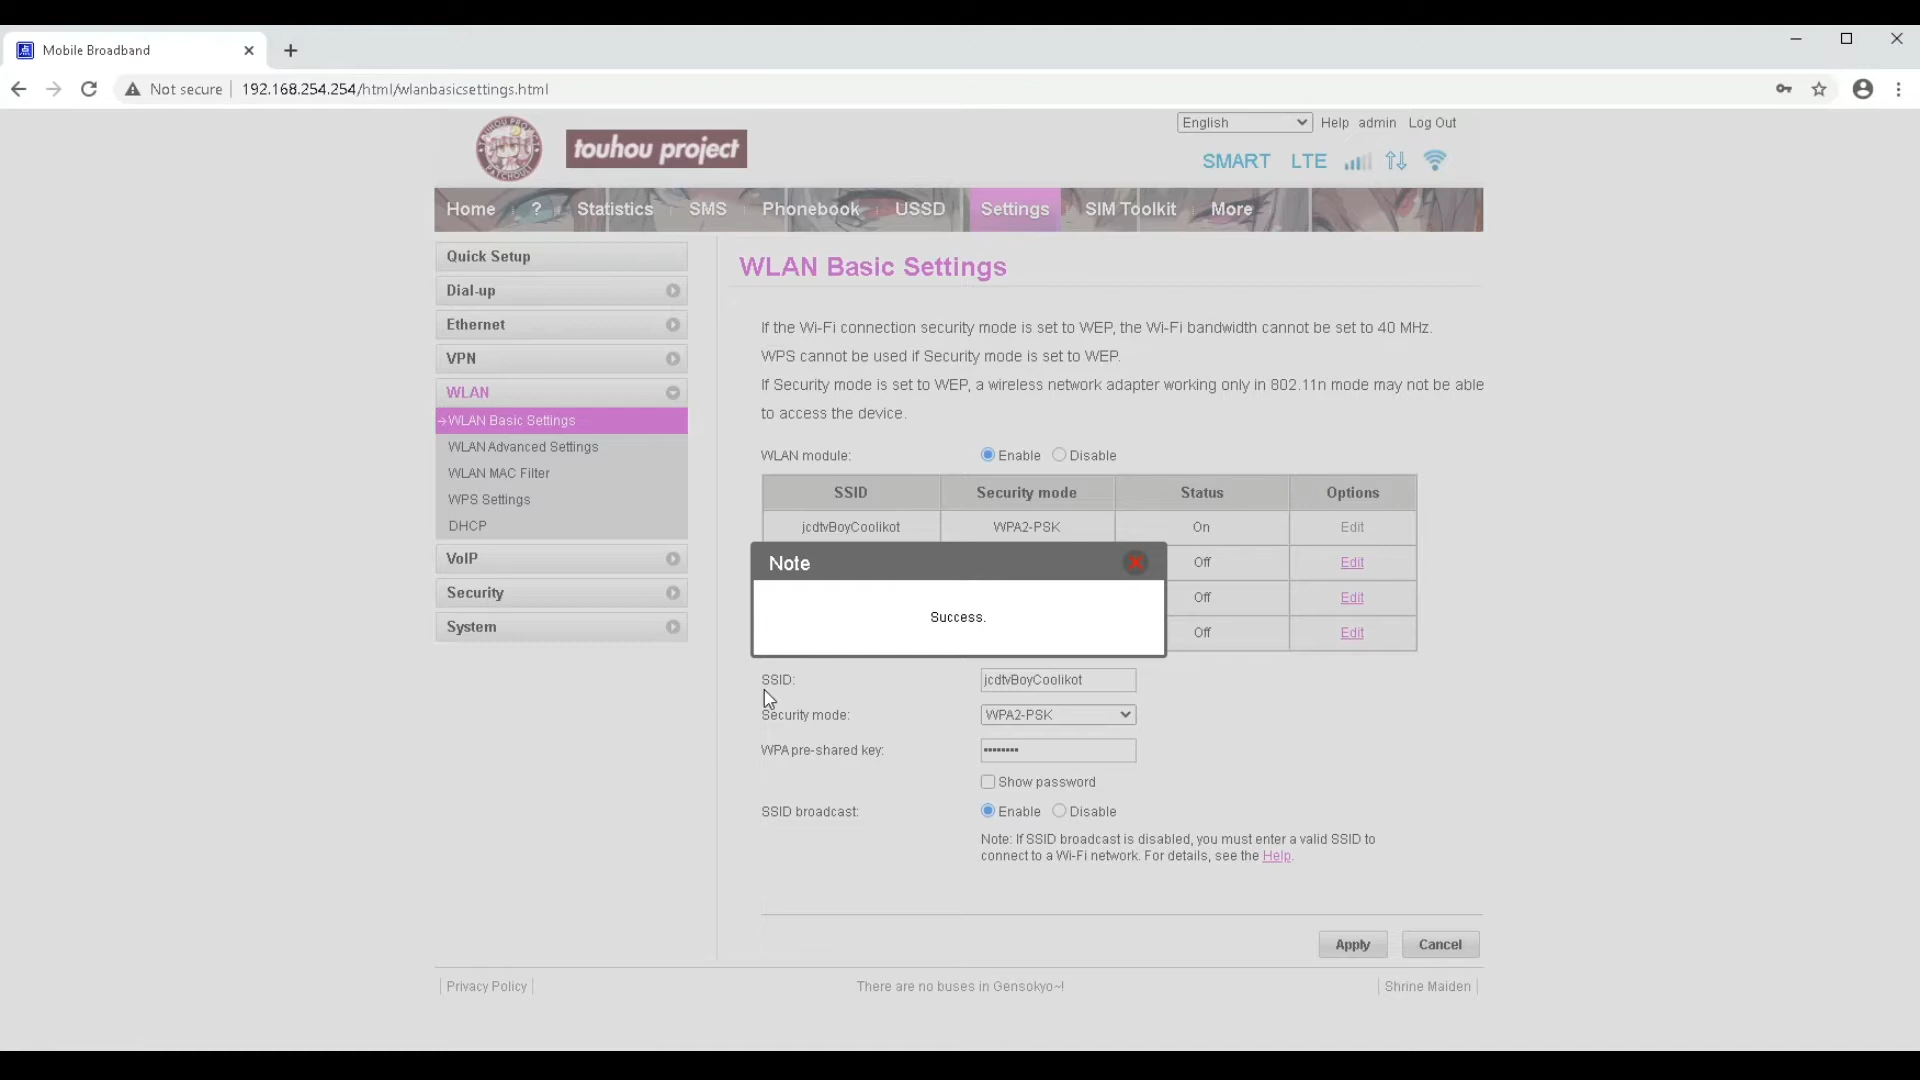 Mobile Broadband
Not secure 192.168.254.254/html/wlanbasicsettings.html
touhou project
English Help admin Log Out
SMART LTE
Home ? Statistics SMS Phonebook USSD Settings SIM Toolkit More
Quick Setup
Dial-up
Ethernet
VPN
WLAN
WLAN Basic Settings
WLAN Advanced Settings
WLAN MAC Filter
WPS Settings
DHCP
VoIP
Security
System
WLAN Basic Settings
If the Wi-Fi connection security mode is set to WEP, the Wi-Fi bandwidth cannot be set to 40 MHz.
WPS cannot be used if Security mode is set to WEP.
If Security mode is set to WEP, a wireless network adapter working only in 802.11n mode may not be able
to access the device.
WLAN module: Enable Disable
SSID Security mode Status Options
jcdtvBoyCoolikot WPA2-PSK On Edit
Off Edit
Off Edit
Off Edit
Note
Success.
SSID: jcdtvBoyCoolikot
Security mode: WPA2-PSK
WPA pre-shared key: ••••••••
Show password
SSID broadcast: Enable Disable
Note: If SSID broadcast is disabled, you must enter a valid SSID to
connect to a Wi-Fi network. For details, see the Help.
Apply Cancel
Privacy Policy There are no buses in Gensokyo~! Shrine Maiden